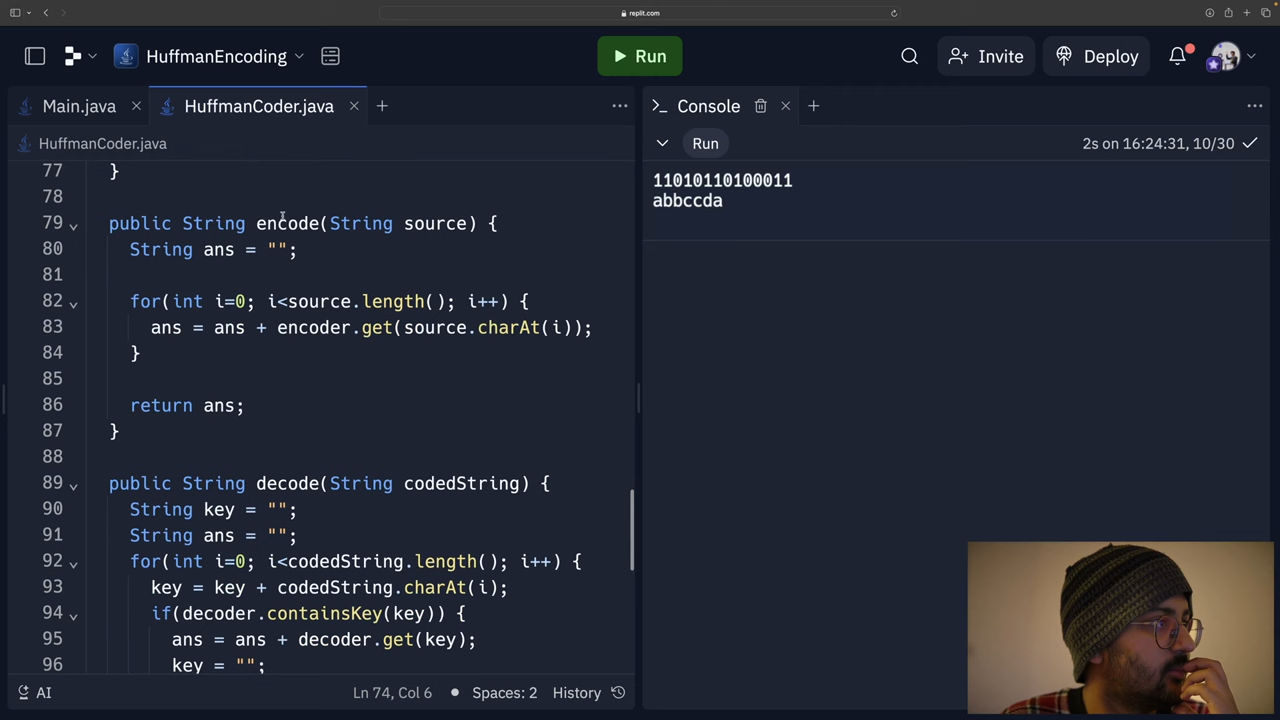 replit.com
HuffmanEncoding
Run
Invite
Deploy
Main.java
HuffmanCoder.java
Console
HuffmanCoder.java
Run
2s on 16:24:31, 10/30
77 }
78
79 public String encode(String source) {
80 String ans = "";
81
82 for(int i=0; i<source.length(); i++) {
83 ans = ans + encoder.get(source.charAt(i));
84 }
85
86 return ans;
87 }
88
89 public String decode(String codedString) {
90 String key = "";
91 String ans = "";
92 for(int i=0; i<codedString.length(); i++) {
93 key = key + codedString.charAt(i);
94 if(decoder.containsKey(key)) {
95 ans = ans + decoder.get(key);
96 key = "";
11010110100011
abbccda
AI
Ln 74, Col 6
Spaces: 2
History